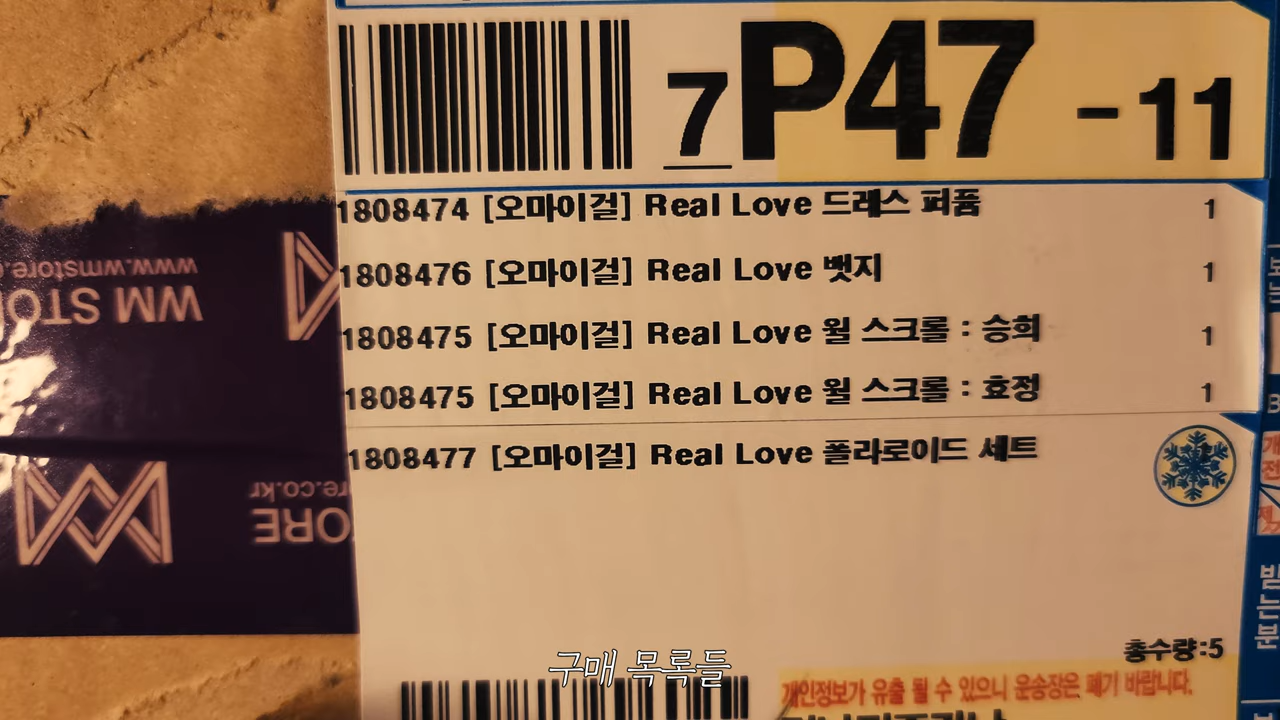 7P47-11
1808474 [오마이걸] Real Love 드레스 퍼품 1
1808476 [오마이걸] Real Love 뱃지 1
1808475 [오마이걸] Real Love 월 스크롤 : 승희 1
1808475 [오마이걸] Real Love 월 스크롤 : 효정 1
1808477 [오마이걸] Real Love 폴라로이드 세트
총수량:5
구매 목록들
개인정보가 유출 될 수 있으니 운송장은 폐기 바랍니다.
www.wmstore.c
WM STO
re.co.kr
ORE